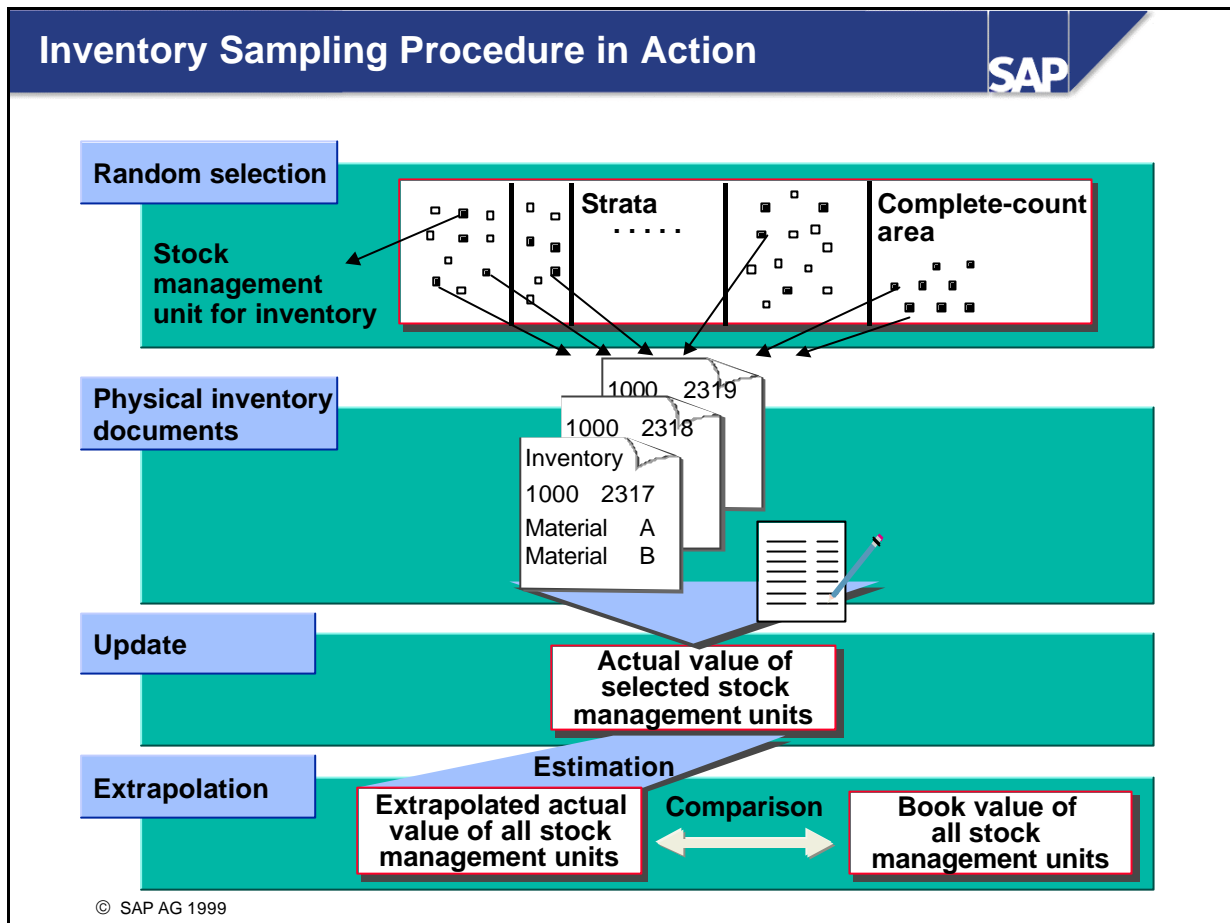 Inventory Sampling Procedure in Action
SAP
Random selection
Strata
. . . . .
Complete-count
area
Stock
management
unit for inventory
Physical inventory
documents
1000 2319
1000 2318
Inventory
1000 2317
Material A
Material B
Update
Actual value of
selected stock
management units
Estimation
Extrapolation
Extrapolated actual
value of all stock
management units
Comparison
Book value of
all stock
management units
© SAP AG 1999